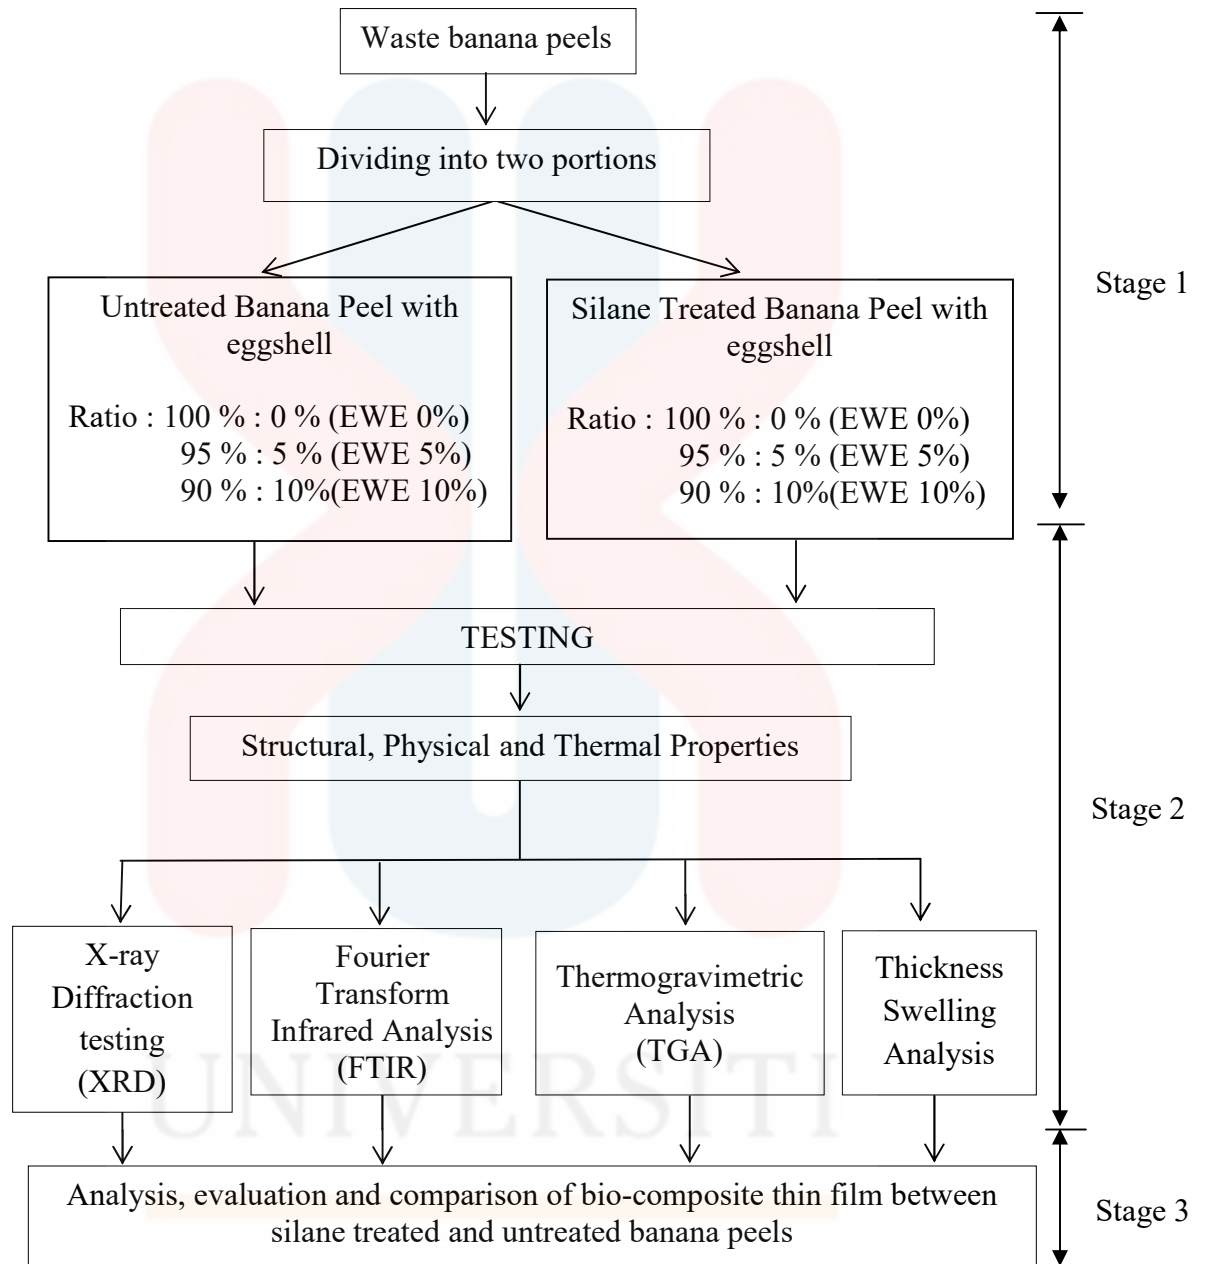 Waste banana peels
Dividing into two portions
Untreated Banana Peel with
eggshell
Ratio : 100 % : 0 % (EWE 0%)
95 % : 5 % (EWE 5%)
90 % : 10%(EWE 10%)
Silane Treated Banana Peel with
eggshell
Ratio : 100 % : 0 % (EWE 0%)
95 % : 5 % (EWE 5%)
90 % : 10%(EWE 10%)
Stage 1
TESTING
Structural, Physical and Thermal Properties
Stage 2
X-ray
Diffraction
testing
(XRD)
Fourier
Transform
Infrared Analysis
(FTIR)
Thermogravimetric
Analysis
(TGA)
Thickness
Swelling
Analysis
UNIVERSITI
Analysis, evaluation and comparison of bio-composite thin film between
silane treated and untreated banana peels
Stage 3